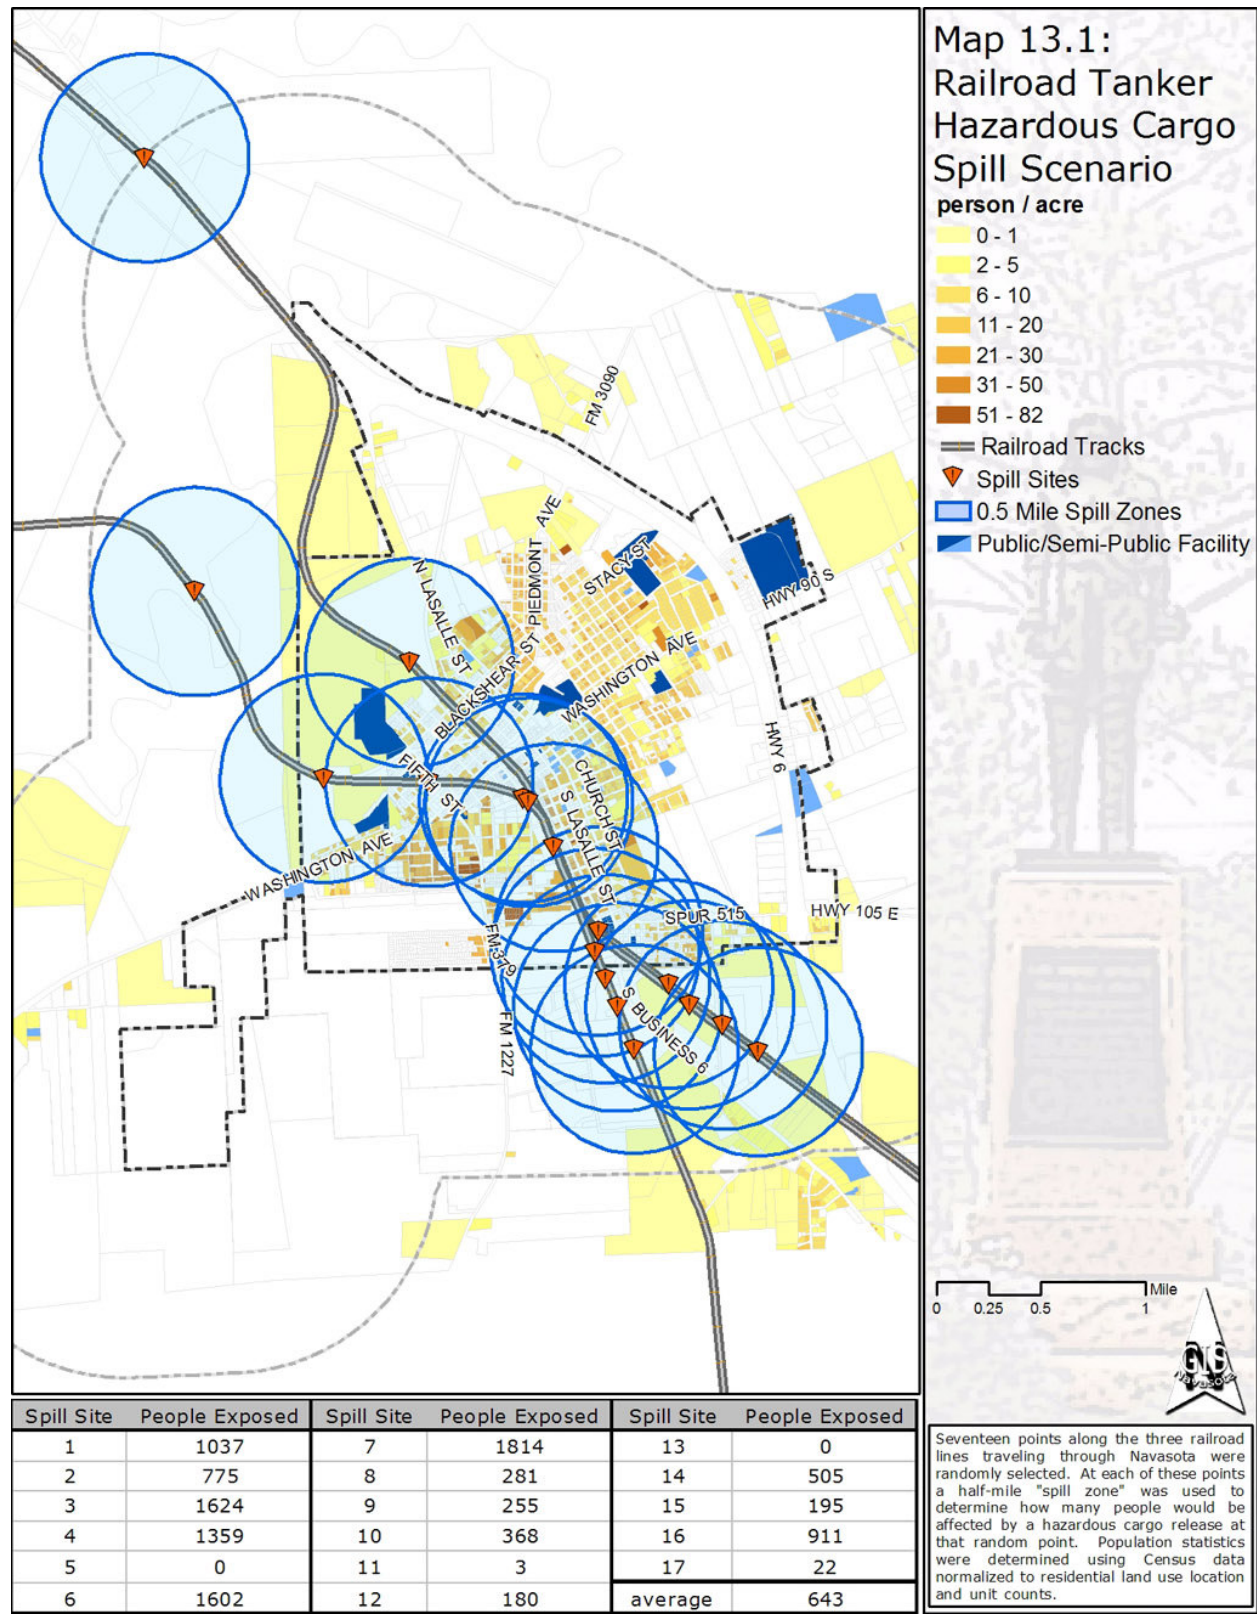 Map 13.1:
Railroad Tanker
Hazardous Cargo
Spill Scenario
person / acre
0 - 1
2 - 5
6 - 10
11 - 20
21 - 30
31 - 50
51 - 82
Railroad Tracks
Spill Sites
0.5 Mile Spill Zones
Public/Semi-Public Facility
FM 3090
PIEDMONT AVE
STACY ST
HWY 90 S
N LASALLE ST
BLACKSHEAR ST
WASHINGTON AVE
HWY 6
FIFTH ST
CHURCH ST
S LASALLE ST
WASHINGTON AVE
SPUR 515
HWY 105 E
FM 379
S BUSINESS 6
FM 1227
Mile
0 0.25 0.5 1
GIS
Navasota
Spill Site People Exposed Spill Site People Exposed Spill Site People Exposed
1 1037 7 1814 13 0
2 775 8 281 14 505
3 1624 9 255 15 195
4 1359 10 368 16 911
5 0 11 3 17 22
6 1602 12 180 average 643
Seventeen points along the three railroad
lines traveling through Navasota were
randomly selected. At each of these points
a half-mile "spill zone" was used to
determine how many people would be
affected by a hazardous cargo release at
that random point. Population statistics
were determined using Census data
normalized to residential land use location
and unit counts.